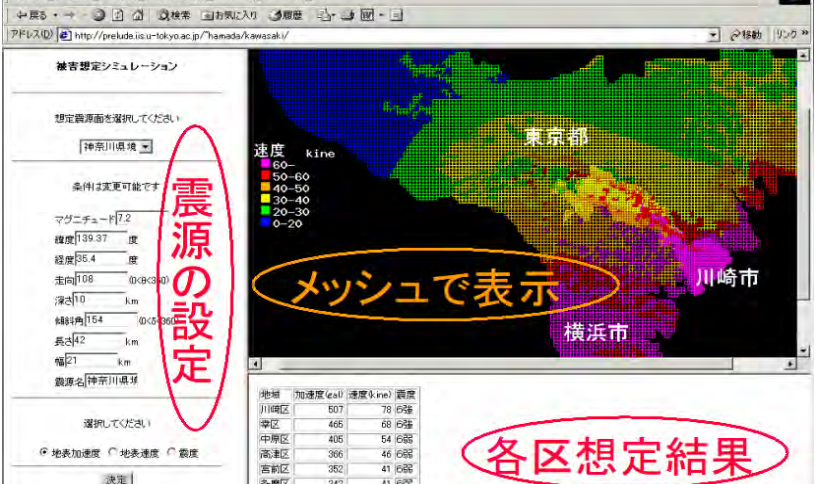 戻る
検索 お気に入り 履歴
アドレス(D) http://prelude.iis.u-tokyo.ac.jp/~hamada/kawasaki/ 移動 リンク »
被害想定シミュレーション
想定震源面を選択してください
神奈川県境
条件は変更可能です
マグニチュード 7.2
緯度 139.37 度
経度 35.4 度
走向 108 (0<θ<360)
深さ 10 km
傾斜角 154 (0<δ<360)
長さ 42 km
幅 21 km
震源名 神奈川県境
選択してください
地表加速度 地表速度 震度
決定
震源の設定
速度 kine
60-
50-60
40-50
30-40
20-30
0-20
東京都
メッシュで表示
川崎市
横浜市
地域 加速度(gal) 速度(kine) 震度
川崎区 507 78 6強
幸区 465 68 6強
中原区 405 54 6弱
高津区 366 46 6弱
宮前区 352 41 6弱
多摩区 342 41 6弱
各区想定結果